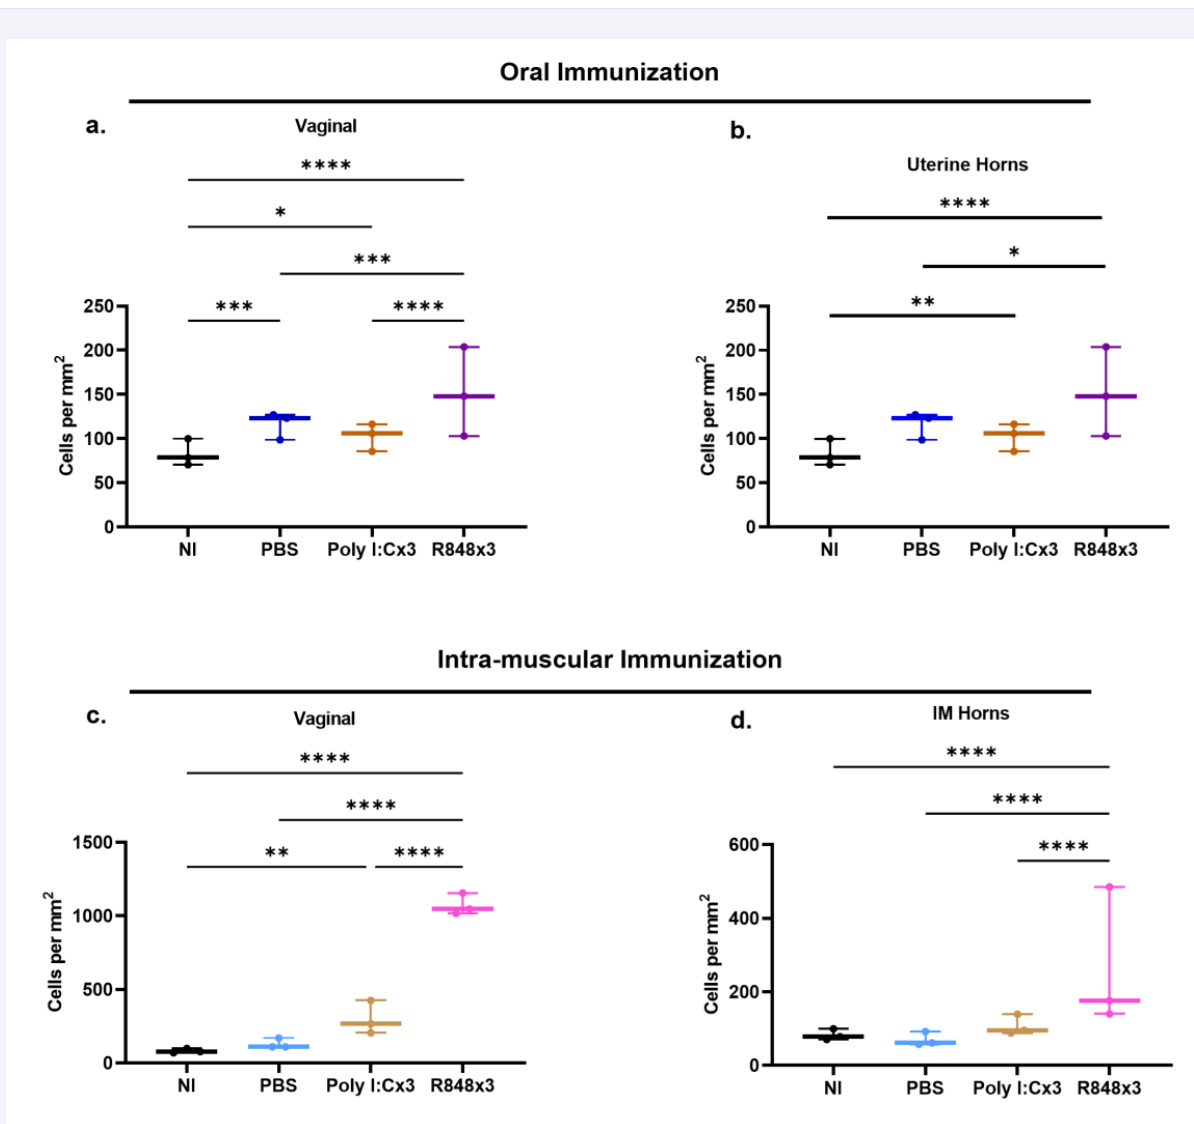 Oral Immunization
a.
Vaginal
****
*
***
***
****
250
200
150
100
50
0
Cells per mm²
NI PBS Poly I:Cx3 R848x3
b.
Uterine Horns
****
*
**
250
200
150
100
50
0
Cells per mm²
NI PBS Poly I:Cx3 R848x3
Intra-muscular Immunization
c.
Vaginal
****
****
**
****
1500
1000
500
0
Cells per mm²
NI PBS Poly I:Cx3 R848x3
d.
IM Horns
****
****
****
600
400
200
0
Cells per mm²
NI PBS Poly I:Cx3 R848x3